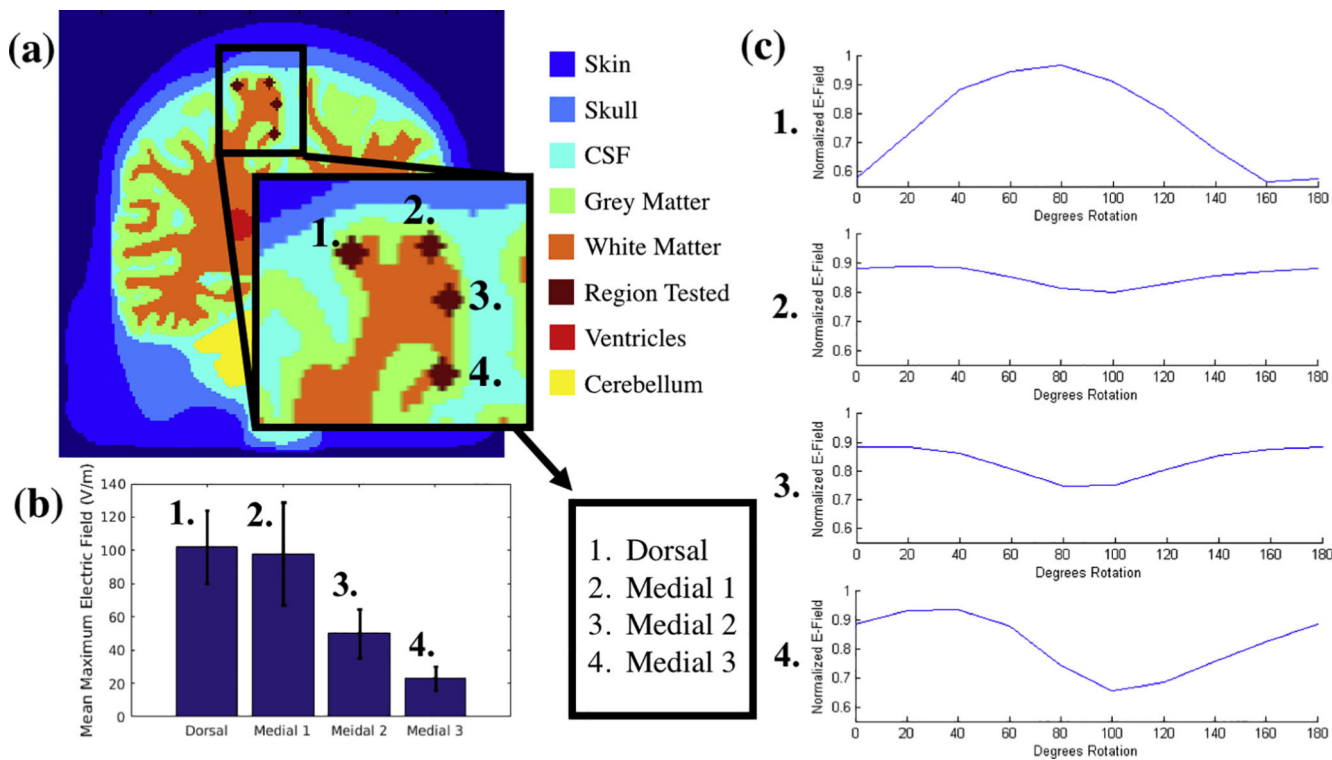 (a)
Skin
Skull
CSF
Grey Matter
White Matter
Region Tested
Ventricles
Cerebellum
1.
2.
3.
4.
(b)
Mean Maximum Electric Field (V/m)
140
120
100
80
60
40
20
0
1.
2.
3.
4.
Dorsal Medial 1 Meidal 2 Medial 3
1. Dorsal
2. Medial 1
3. Medial 2
4. Medial 3
(c)
1.
Normalized E-Field
1
0.9
0.8
0.7
0.6
0 20 40 60 80 100 120 140 160 180
Degrees Rotation
2.
Normalized E-Field
1
0.9
0.8
0.7
0.6
0 20 40 60 80 100 120 140 160 180
Degrees Rotation
3.
Normalized E-Field
1
0.9
0.8
0.7
0.6
0 20 40 60 80 100 120 140 160 180
Degrees Rotation
4.
Normalized E-Field
1
0.9
0.8
0.7
0.6
0 20 40 60 80 100 120 140 160 180
Degrees Rotation